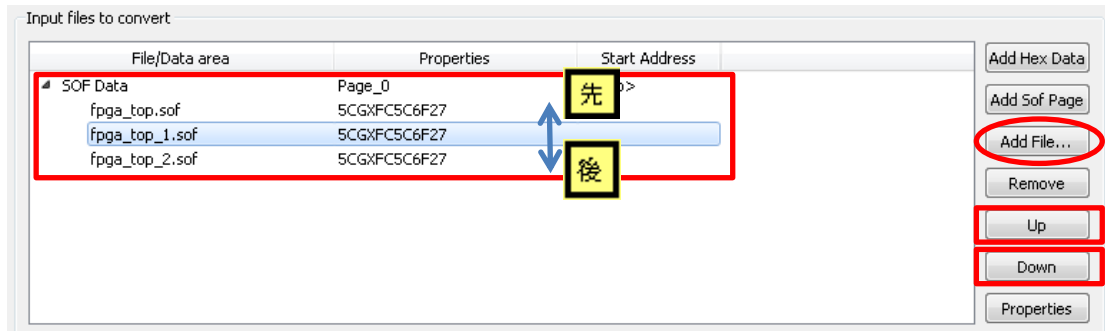 Input files to convert
File/Data area Properties Start Address
SOF Data Page_0 >
fpga_top.sof 5CGXFC5C6F27
fpga_top_1.sof 5CGXFC5C6F27
fpga_top_2.sof 5CGXFC5C6F27
先
後
Add Hex Data
Add Sof Page
Add File...
Remove
Up
Down
Properties